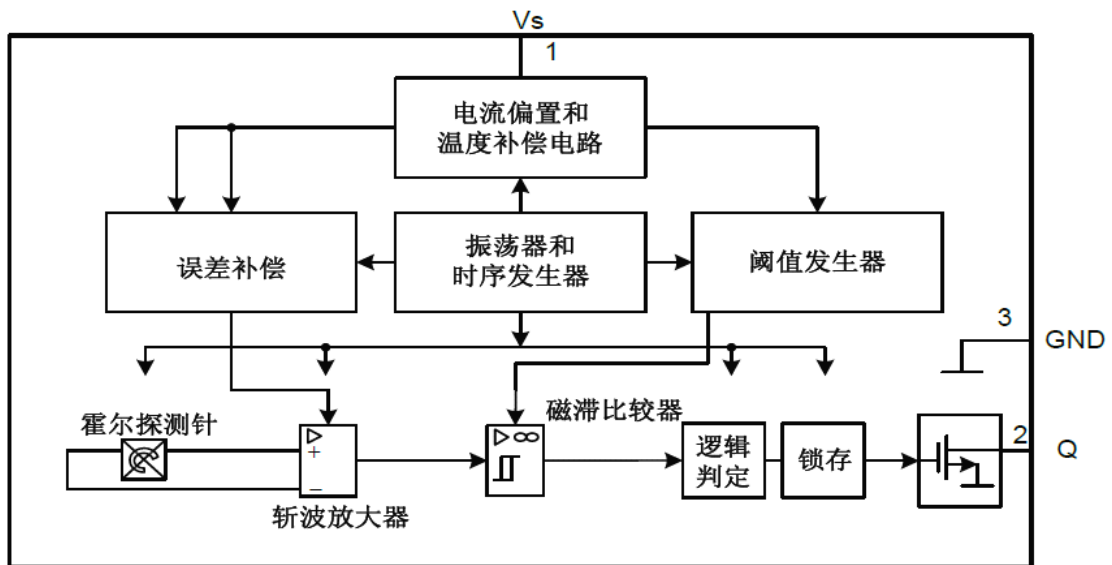 Vs
1
电流偏置和
温度补偿电路
误差补偿
振荡器和
时序发生器
阈值发生器
3
GND
霍尔探测针
磁滞比较器
+
−
∞
逻辑
判定
锁存
2
Q
斩波放大器